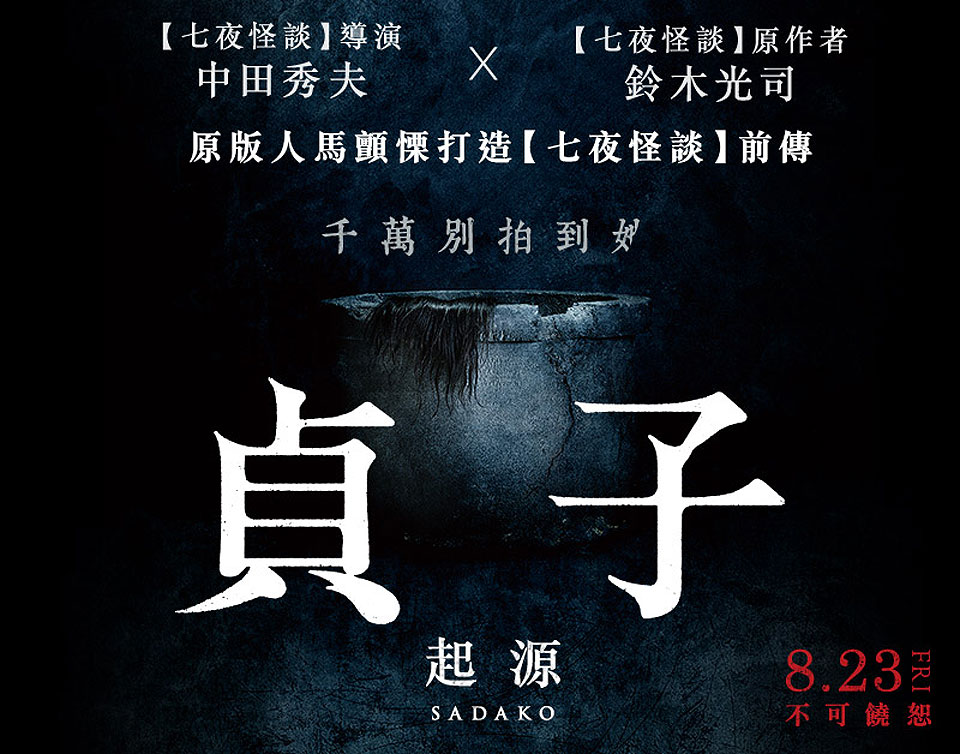 【七夜怪談】導演
中田秀夫
X
【七夜怪談】原作者
鈴木光司
原版人馬顫慄打造【七夜怪談】前傳
千萬別拍到她
貞子
起源
SADAKO
8.23 FRI
不可饒恕